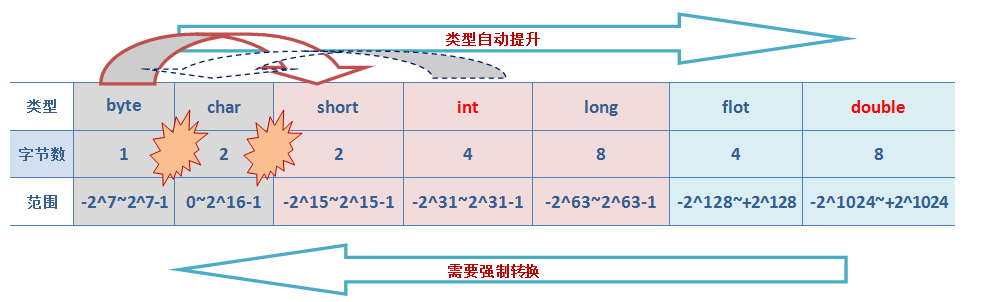 类型自动提升
类型 byte char short int long flot double
字节数 1 2 2 4 8 4 8
范围 -2^7~2^7-1 0~2^16-1 -2^15~2^15-1 -2^31~2^31-1 -2^63~2^63-1 -2^128~+2^128 -2^1024~+2^1024
需要强制转换